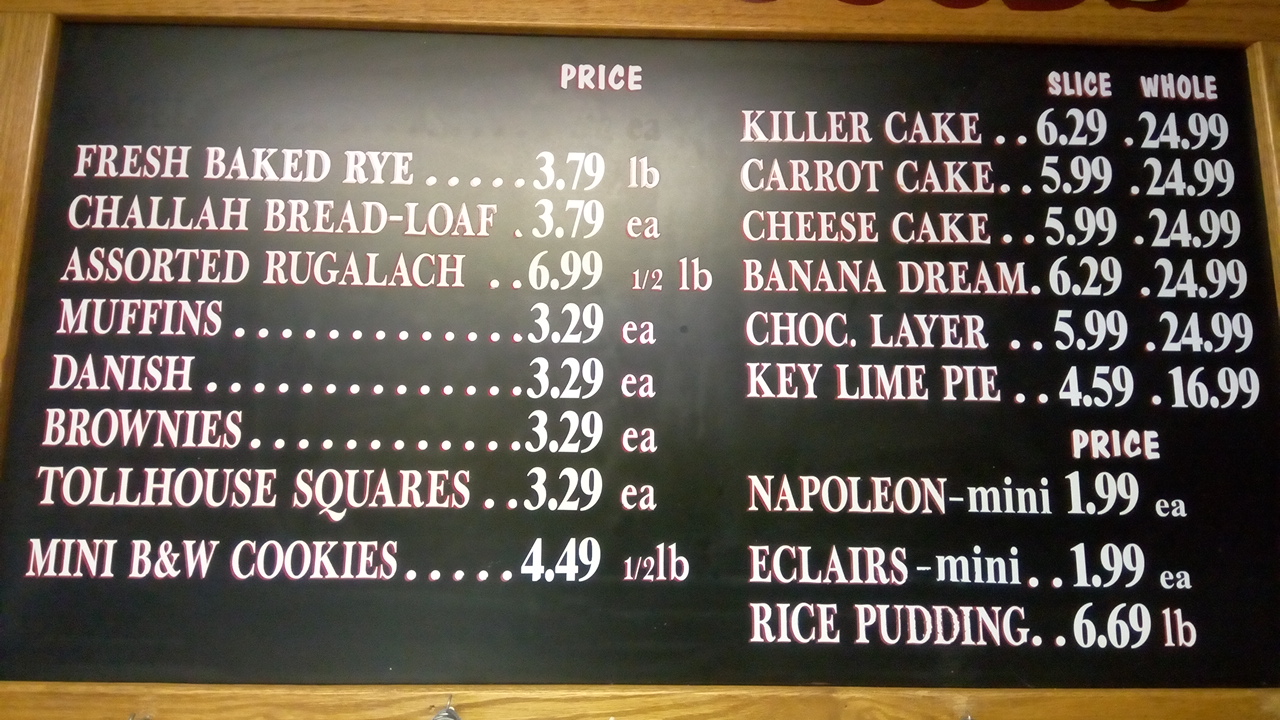 PRICE
FRESH BAKED RYE.....3.79 lb
CHALLAH BREAD-LOAF .3.79 ea
ASSORTED RUGALACH ..6.99 1/2 lb
MUFFINS..............3.29 ea
DANISH...............3.29 ea
BROWNIES............3.29 ea
TOLLHOUSE SQUARES ..3.29 ea
MINI B&W COOKIES.....4.49 1/2lb
SLICE WHOLE
KILLER CAKE ..6.29 .24.99
CARROT CAKE..5.99 .24.99
CHEESE CAKE ..5.99 .24.99
BANANA DREAM.6.29 .24.99
CHOC. LAYER ..5.99 .24.99
KEY LIME PIE ..4.59 .16.99
PRICE
NAPOLEON-mini 1.99 ea
ECLAIRS -mini..1.99 ea
RICE PUDDING..6.69 lb